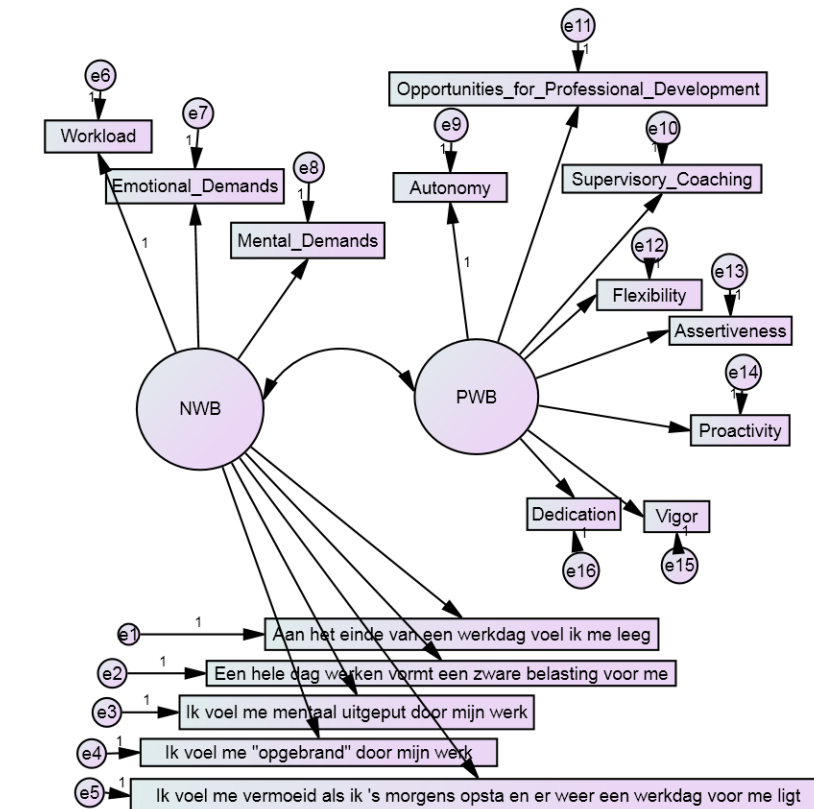 e11
1
Opportunities_for_Professional_Development
e6
1
Workload
e7
1
Emotional_Demands
e8
1
Mental_Demands
e9
1
Autonomy
e10
1
Supervisory_Coaching
e12
1
Flexibility
e13
1
Assertiveness
e14
1
Proactivity
1
1
NWB
PWB
Dedication
1
e16
Vigor
1
e15
e1
1
Aan het einde van een werkdag voel ik me leeg
e2
1
Een hele dag werken vormt een zware belasting voor me
e3
1
Ik voel me mentaal uitgeput door mijn werk
e4
1
Ik voel me "opgebrand" door mijn werk
e5
1
Ik voel me vermoeid als ik 's morgens opsta en er weer een werkdag voor me ligt